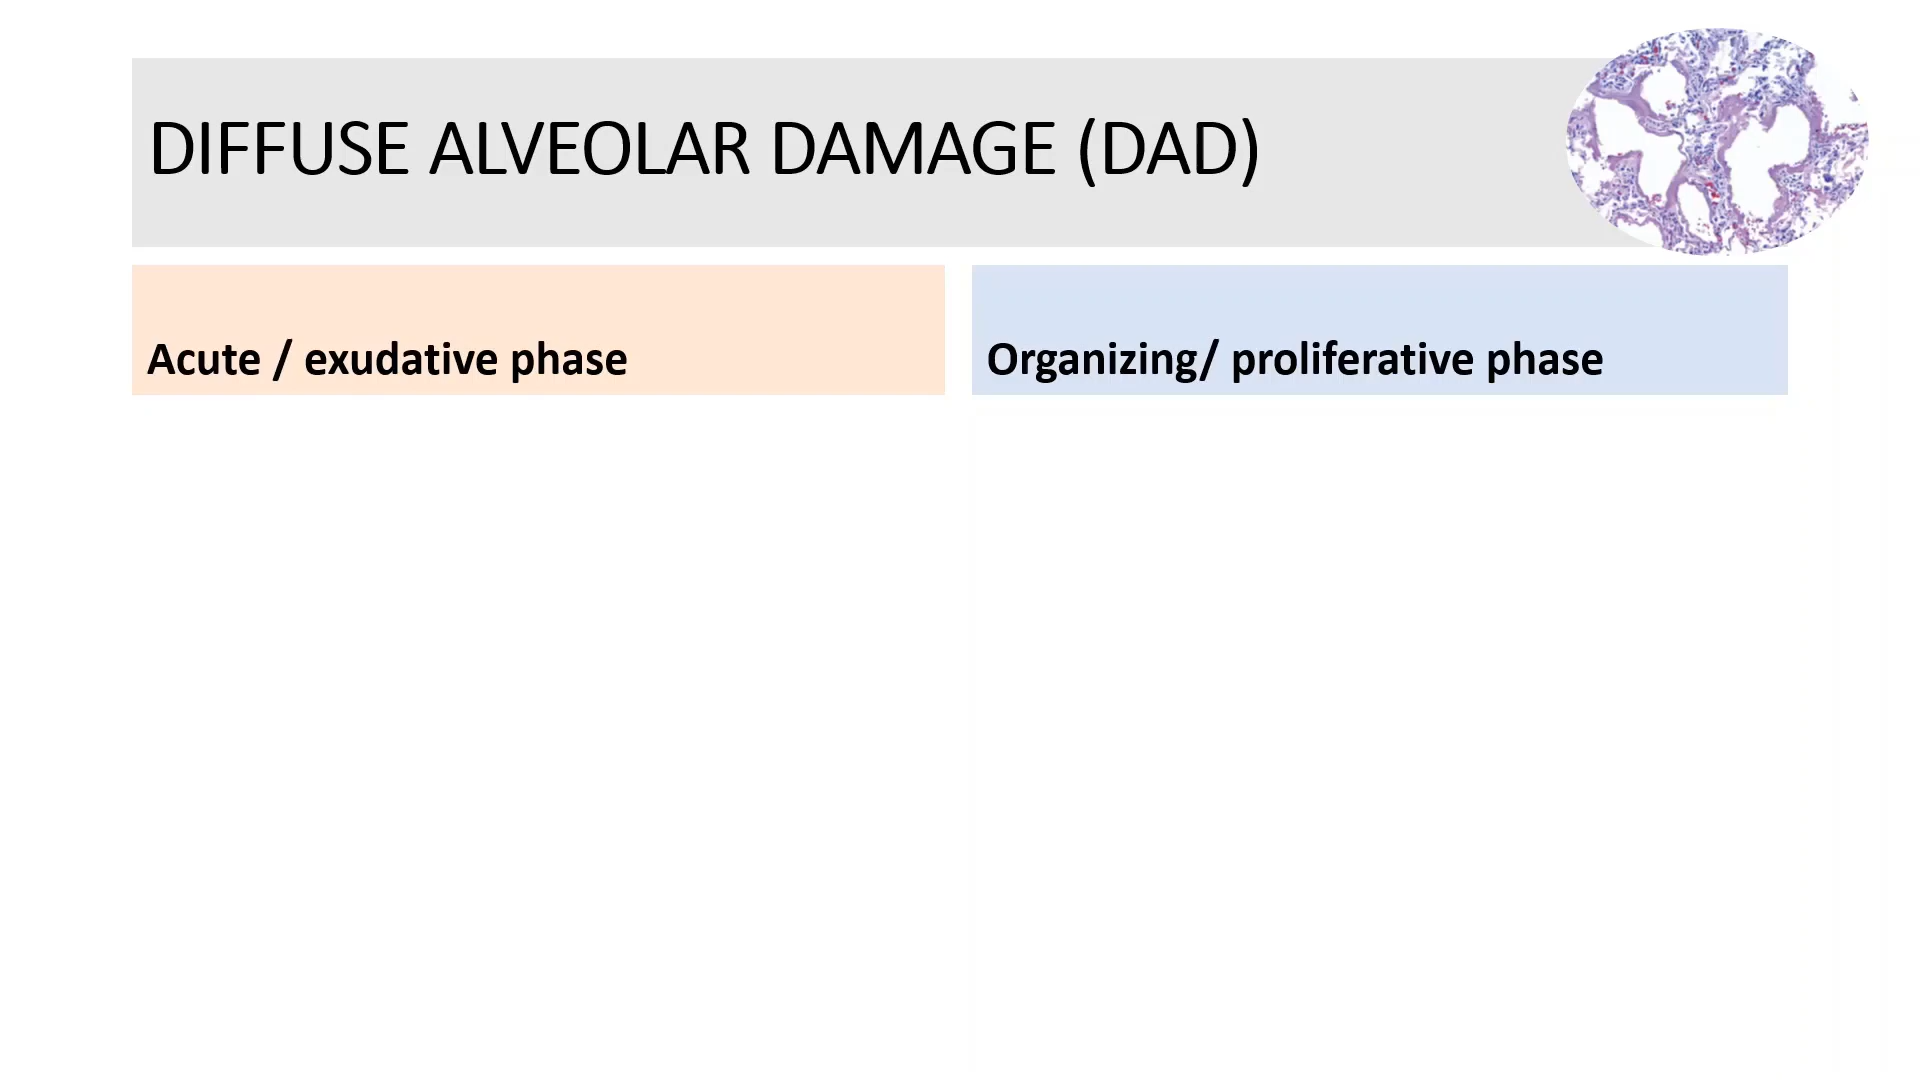 DIFFUSE ALVEOLAR DAMAGE (DAD)
Acute / exudative phase
Organizing/ proliferative phase